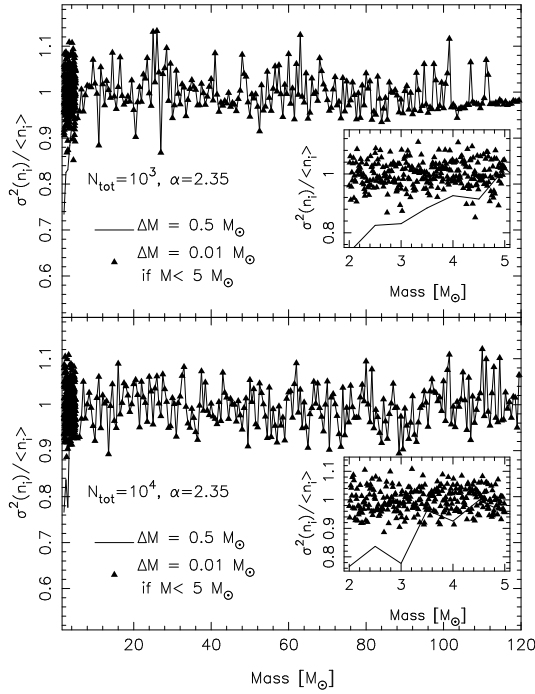 σ²(nᵢ)/<nᵢ>
1.1
1
0.9
0.8
0.7
0.6
N_tot=10³, α=2.35
ΔM = 0.5 M⊙
ΔM = 0.01 M⊙
if M< 5 M⊙
σ²(nᵢ)/<nᵢ>
1
0.8
2 3 4 5
Mass [M⊙]
σ²(nᵢ)/<nᵢ>
1.1
1
0.9
0.8
0.7
0.6
N_tot=10⁴, α=2.35
ΔM = 0.5 M⊙
ΔM = 0.01 M⊙
if M< 5 M⊙
σ²(nᵢ)/<nᵢ>
1.1
1
0.9
0.8
2 3 4 5
Mass [M⊙]
20 40 60 80 100 120
Mass [M⊙]